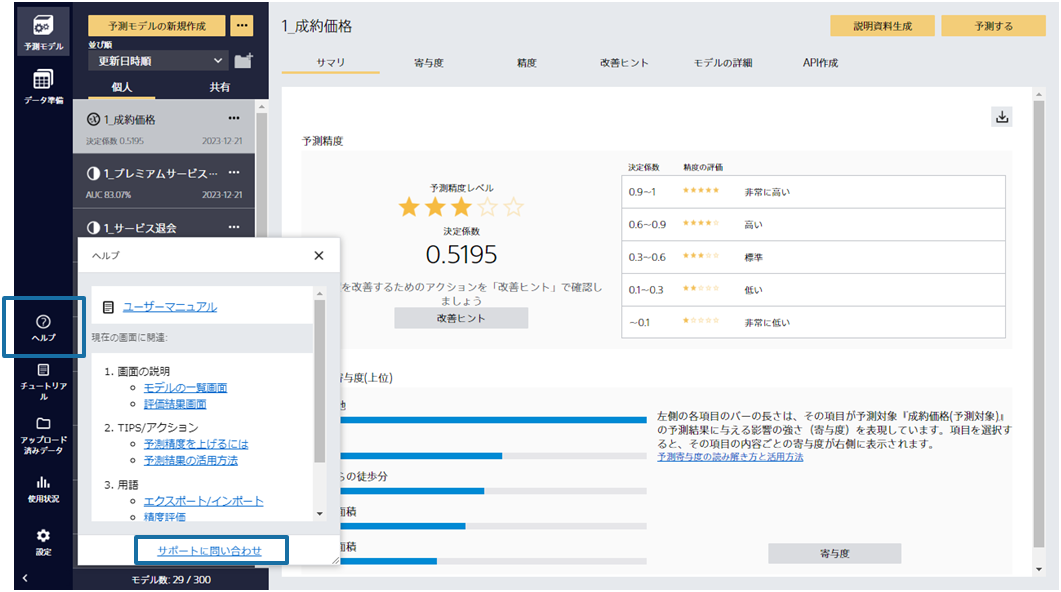 予測モデル
データ準備
ヘルプ
チュートリア
ル
アップロード
済みデータ
使用状況
設定
予測モデルの新規作成
並び順
更新日時順
個人
共有
1_成約価格
決定係数 0.5195
2023-12-21
1_プレミアムサービス…
AUC 83.07%
2023-12-21
1_サービス退会
モデル数: 29 / 300
ヘルプ
ユーザーマニュアル
現在の画面に関連:
1. 画面の説明
モデルの一覧画面
評価結果画面
2. TIPS/アクション
予測精度を上げるには
予測結果の活用方法
3. 用語
エクスポート/インポート
精度評価
サポートに問い合わせ
1_成約価格
説明資料生成
予測する
サマリ
寄与度
精度
改善ヒント
モデルの詳細
API作成
予測精度
予測精度レベル
決定係数
0.5195
を改善するためのアクションを「改善ヒント」で確認し
ましょう
改善ヒント
決定係数
精度の評価
0.9~1
非常に高い
0.6~0.9
高い
0.3~0.6
標準
0.1~0.3
低い
~0.1
非常に低い
寄与度(上位)
地
らの徒歩分
面積
面積
左側の各項目のバーの長さは、その項目が予測対象『成約価格(予測対象)』
の予測結果に与える影響の強さ（寄与度）を表現しています。項目を選択す
ると、その項目の内容ごとの寄与度が右側に表示されます。
予測寄与度の読み解き方と活用方法
寄与度